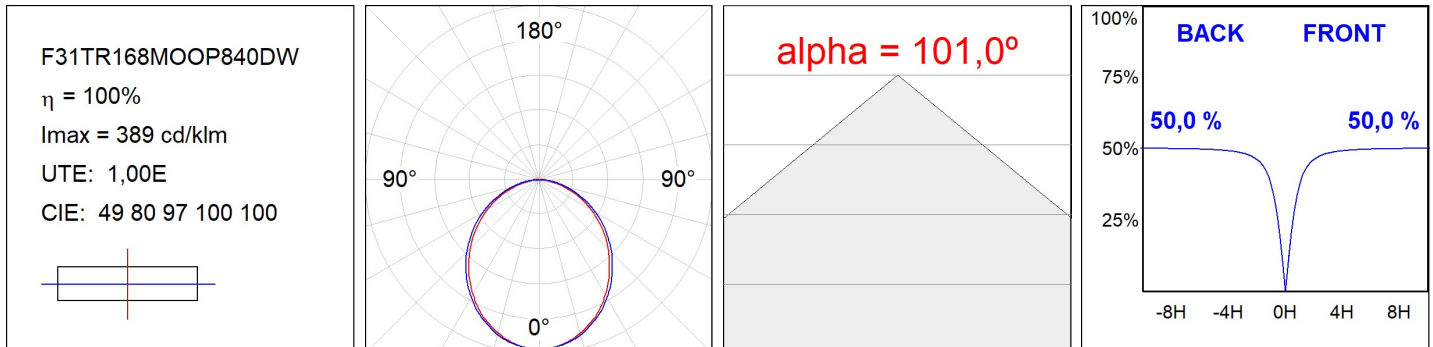 F31TR168MOOP840DW
η = 100%
Imax = 389 cd/klm
UTE: 1,00E
CIE: 49 80 97 100 100
180°
90° 90°
0°
alpha = 101,0º
100%
BACK FRONT
75%
50,0 % 50,0 %
50%
25%
-8H -4H 0H 4H 8H